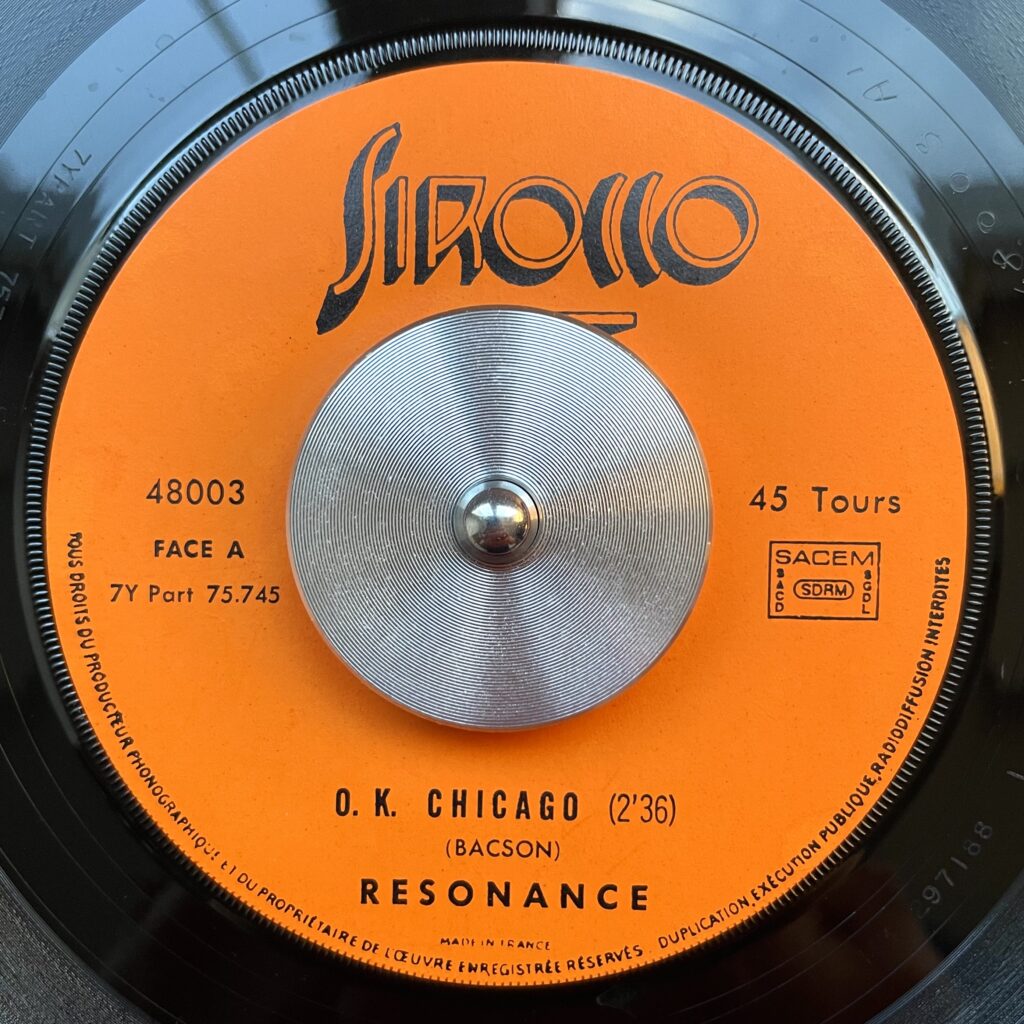 SIROCCO
48003
FACE A
7Y Part 75.745
45 Tours
SACEM
SACD
SDRM
SGDL
O. K. CHICAGO (2'36)
(BACSON)
RESONANCE
MADE IN FRANCE
TOUS DROITS DU PRODUCTEUR PHONOGRAPHIQUE ET DU PROPRIÉTAIRE DE L'ŒUVRE ENREGISTRÉE RÉSERVÉS. DUPLICATION, EXÉCUTION PUBLIQUE, RADIODIFFUSION INTERDITES
97188